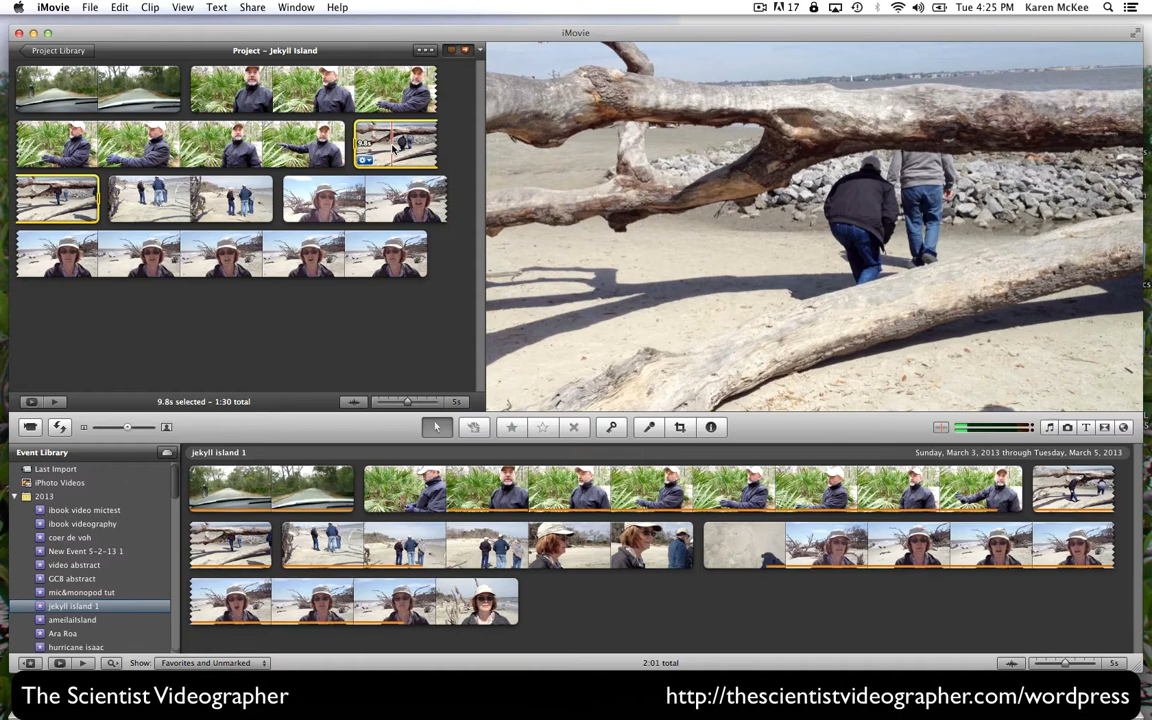 iMovie File Edit Clip View Text Share Window Help 17 Tue 4:25 PM Karen McKee
iMovie
Project Library Project – Jekyll Island
9.8s
9.8s selected – 1:30 total 5s
Event Library jekyll island 1 Sunday, March 3, 2013 through Tuesday, March 5, 2013
Last Import
iPhoto Videos
2013
ibook video mictest
ibook videography
coer de voh
New Event 5-2-13 1
video abstract
GCB abstract
mic&monopod tut
jekyll island 1
ameilaiIsland
Ara Roa
hurricane isaac
Show: Favorites and Unmarked 2:01 total 5s
The Scientist Videographer http://thescientistvideographer.com/wordpress